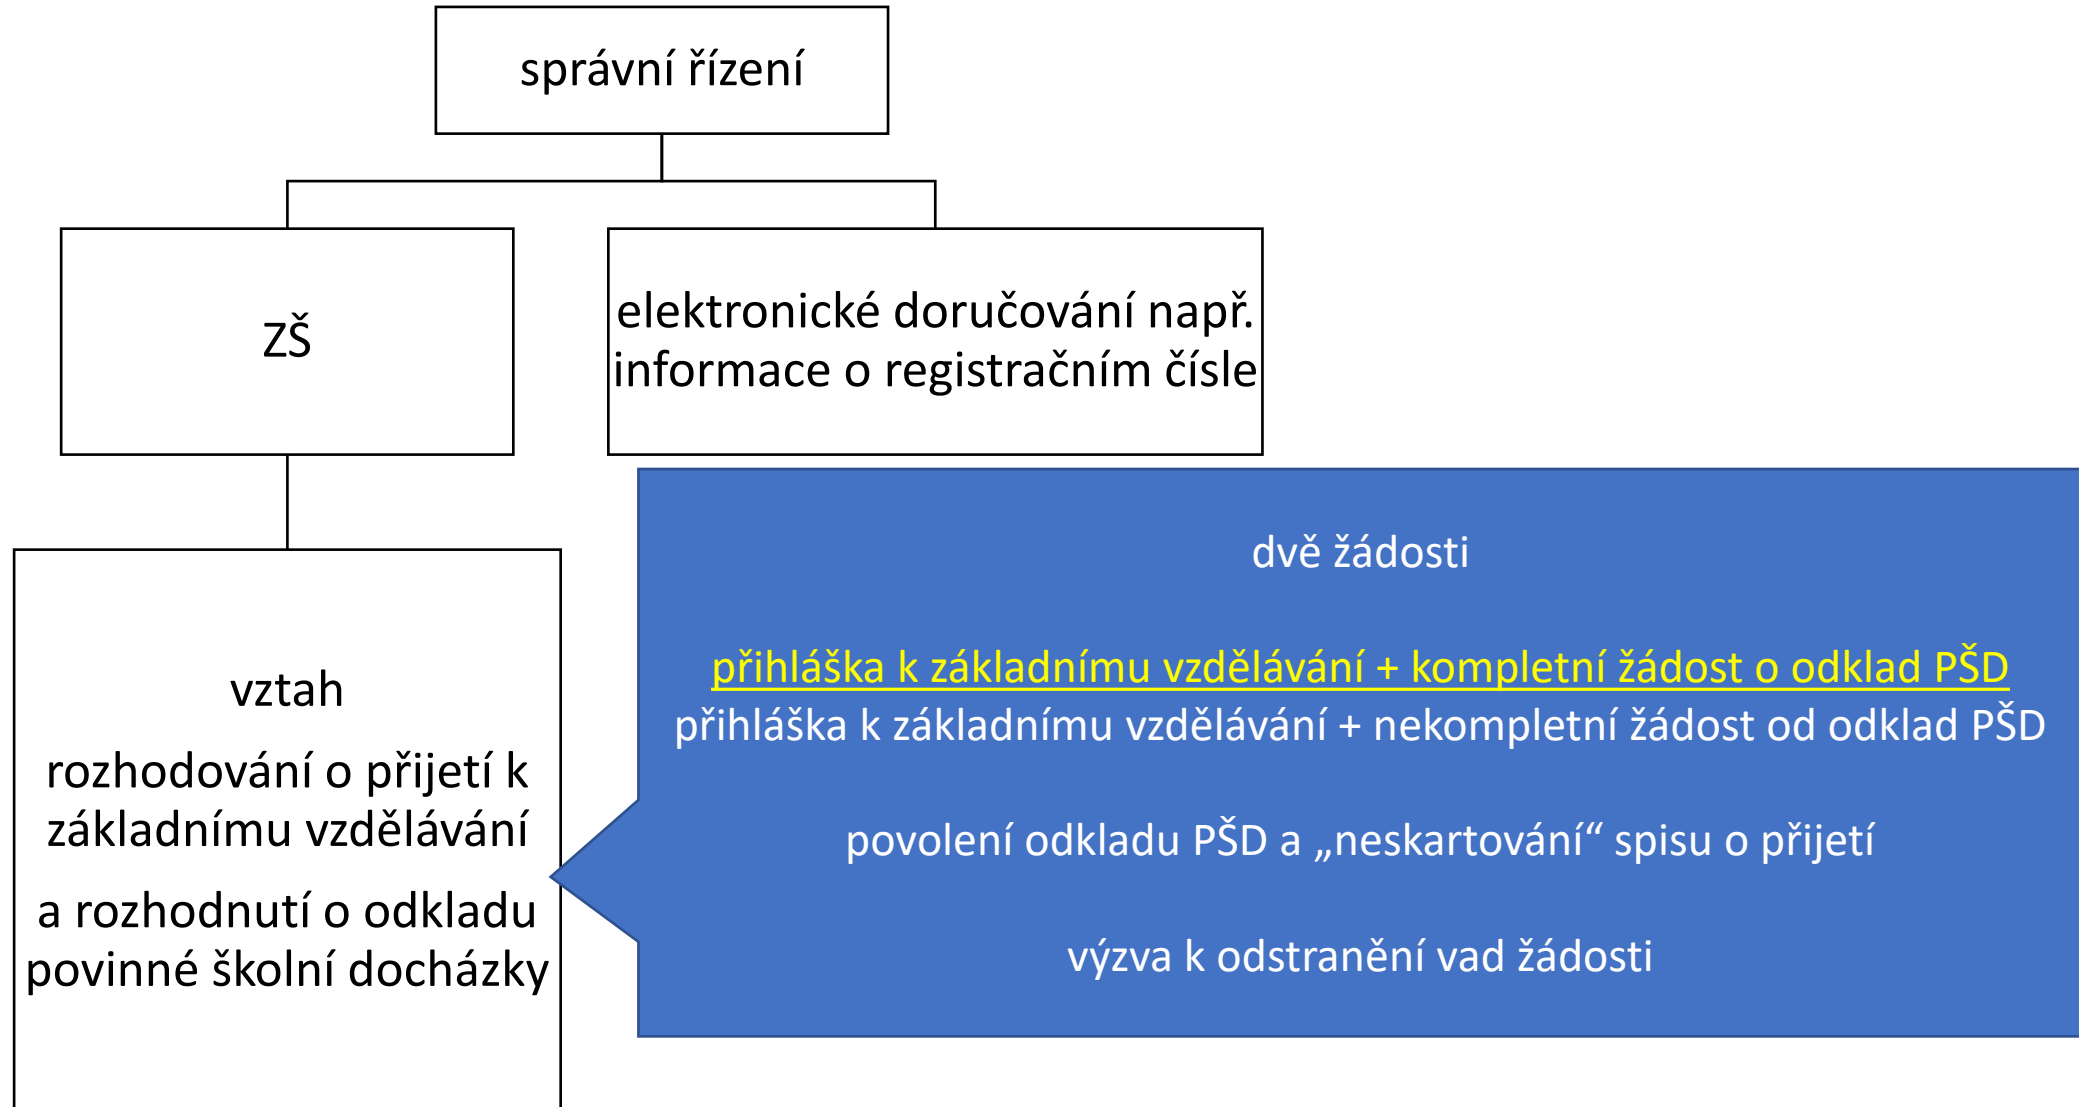 správní řízení
ZŠ
elektronické doručování např.
informace o registračním čísle
vztah
rozhodování o přijetí k
základnímu vzdělávání
a rozhodnutí o odkladu
povinné školní docházky
dvě žádosti
přihláška k základnímu vzdělávání + kompletní žádost o odklad PŠD
přihláška k základnímu vzdělávání + nekompletní žádost od odklad PŠD
povolení odkladu PŠD a „neskartování“ spisu o přijetí
výzva k odstranění vad žádosti